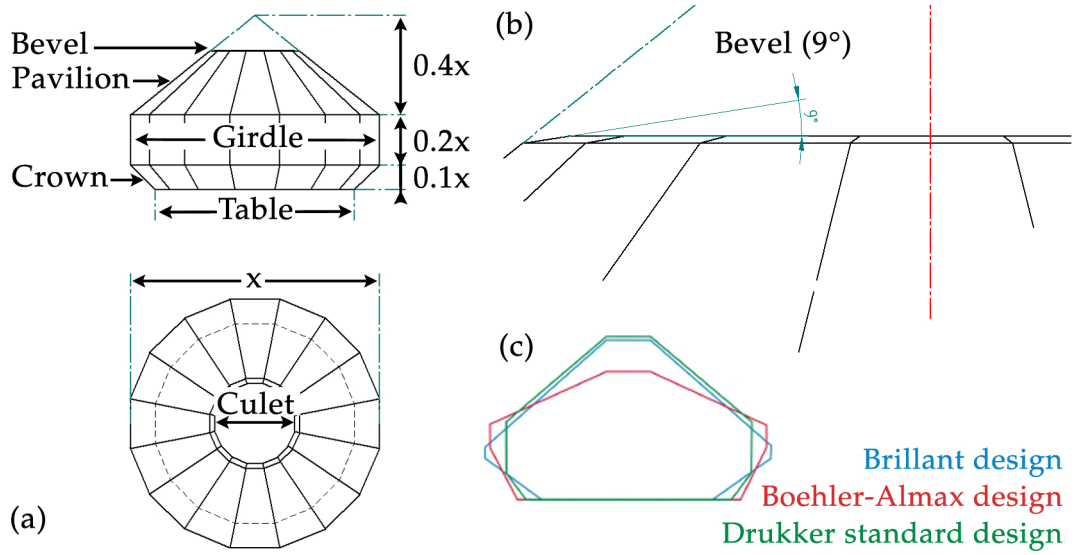 Bevel
Pavilion
Girdle
Crown
Table
0.4x
0.2x
0.1x
x
Culet
(a)
(b)
Bevel (9°)
9°
(c)
Brillant design
Boehler-Almax design
Drukker standard design